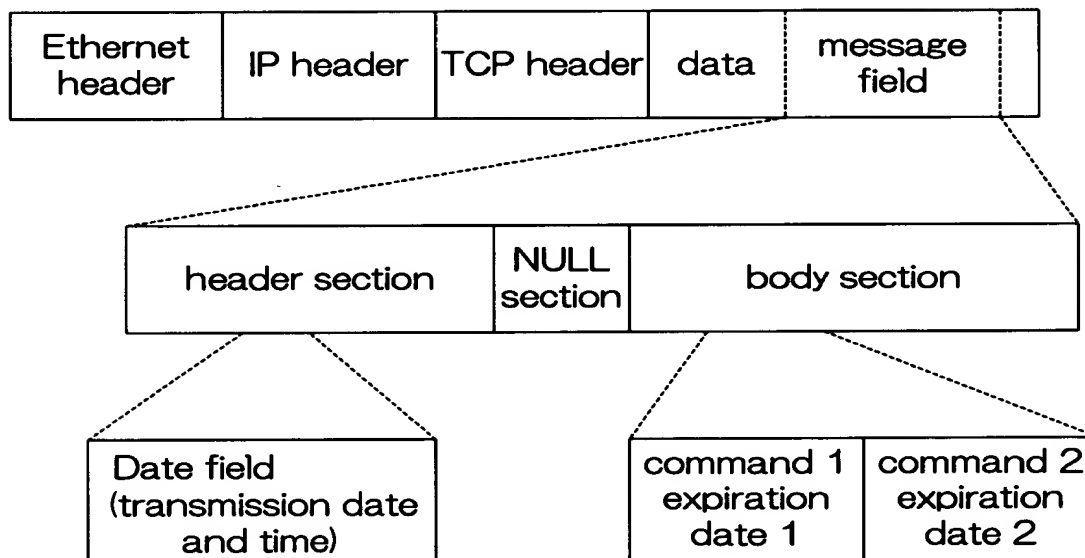 Ethernet
header
IP header
TCP header
data
message
field
header section
NULL
section
body section
Date field
(transmission date
and time)
command 1
expiration
date 1
command 2
expiration
date 2